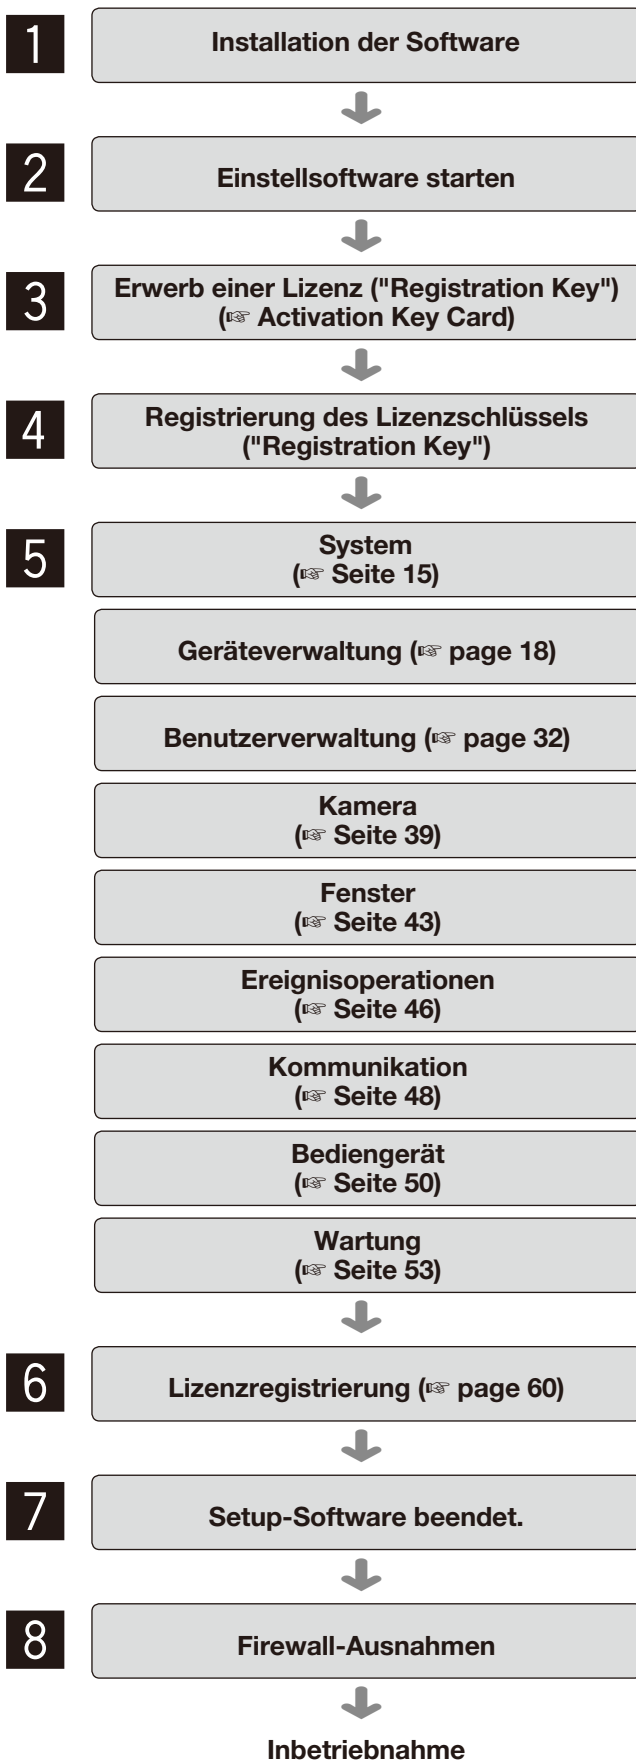 1
Installation der Software
2
Einstellsoftware starten
3
Erwerb einer Lizenz ("Registration Key")
(☞ Activation Key Card)
4
Registrierung des Lizenzschlüssels
("Registration Key")
5
System
(☞ Seite 15)
Geräteverwaltung (☞ page 18)
Benutzerverwaltung (☞ page 32)
Kamera
(☞ Seite 39)
Fenster
(☞ Seite 43)
Ereignisoperationen
(☞ Seite 46)
Kommunikation
(☞ Seite 48)
Bediengerät
(☞ Seite 50)
Wartung
(☞ Seite 53)
6
Lizenzregistrierung (☞ page 60)
7
Setup-Software beendet.
8
Firewall-Ausnahmen
Inbetriebnahme